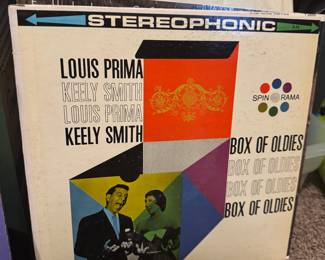 STEREOPHONIC
LOUIS PRIMA
KEELY SMITH
LOUIS PRIMA
KEELY SMITH
SPIN O RAMA
BOX OF OLDIES
BOX OF OLDIES
BOX OF OLDIES
BOX OF OLDIES